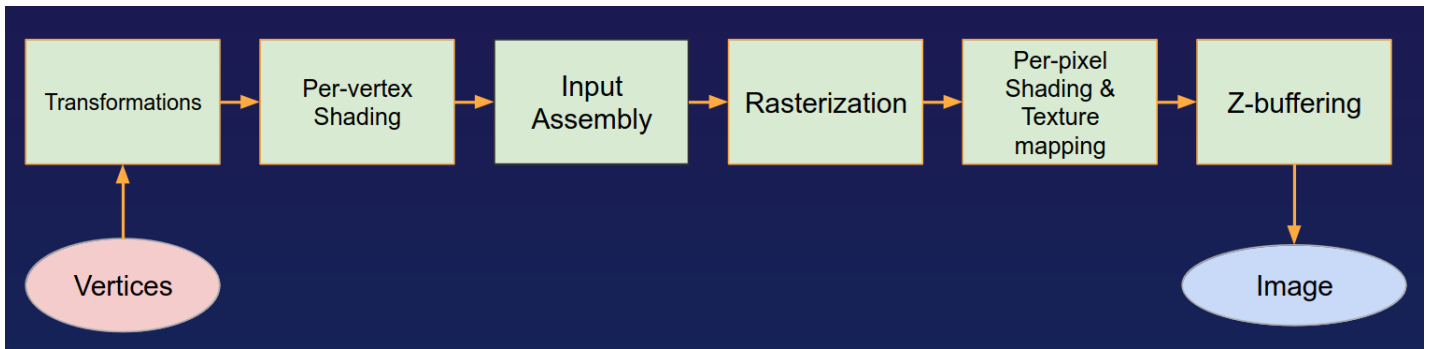 Transformations
Per-vertex
Shading
Input
Assembly
Rasterization
Per-pixel
Shading &
Texture
mapping
Z-buffering
Vertices
Image